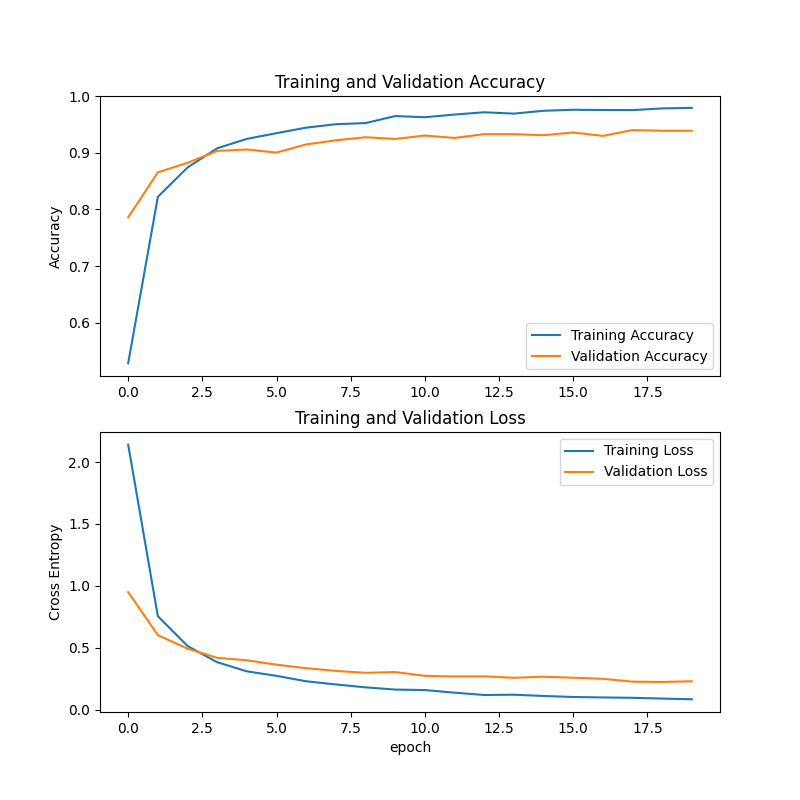 Training and Validation Accuracy
1.0
0.9
0.8
0.7
0.6
Accuracy
Training Accuracy
Validation Accuracy
0.0 2.5 5.0 7.5 10.0 12.5 15.0 17.5
Training and Validation Loss
2.0
1.5
1.0
0.5
0.0
Cross Entropy
Training Loss
Validation Loss
0.0 2.5 5.0 7.5 10.0 12.5 15.0 17.5
epoch